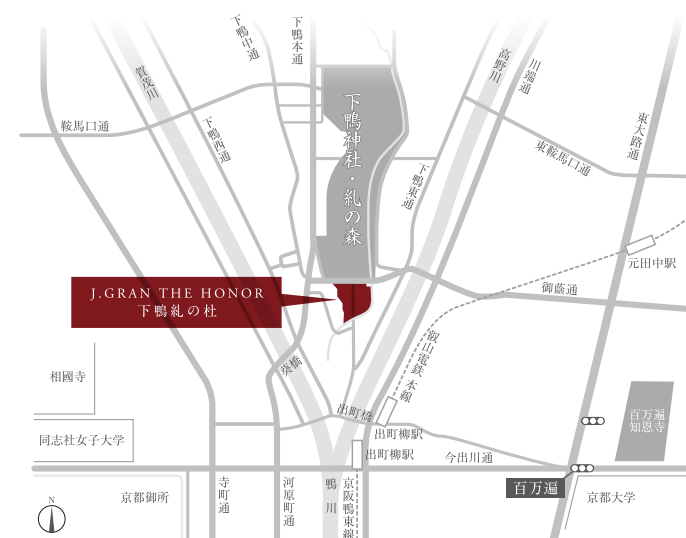 下鴨中通
下鴨本通
高野川
川端通
賀茂川
鞍馬口通
下鴨西通
下鴨神社・糺の森
東大路通
東鞍馬口通
下鴨東通
元田中駅
御蔭通
J.GRAN THE HONOR
下鴨糺の杜
叡山電鉄 本線
葵橋
相國寺
出町橋
出町柳駅
百万遍
知恩寺
同志社女子大学
出町柳駅
今出川通
百万遍
京都御所
寺町通
河原町通
鴨川
京阪鴨東線
京都大学
N